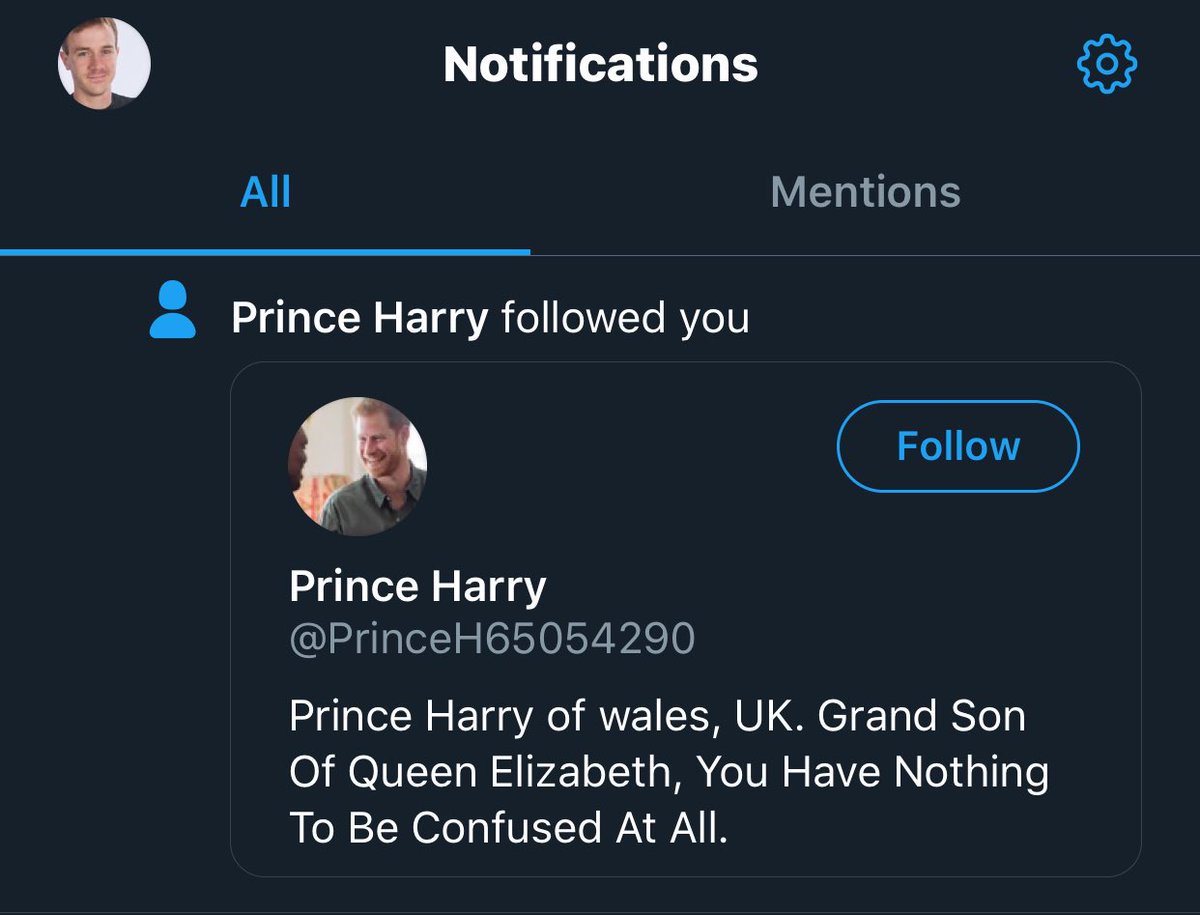 Notifications
All Mentions
Prince Harry followed you
Follow
Prince Harry
@PrinceH65054290
Prince Harry of wales, UK. Grand Son
Of Queen Elizabeth, You Have Nothing
To Be Confused At All.